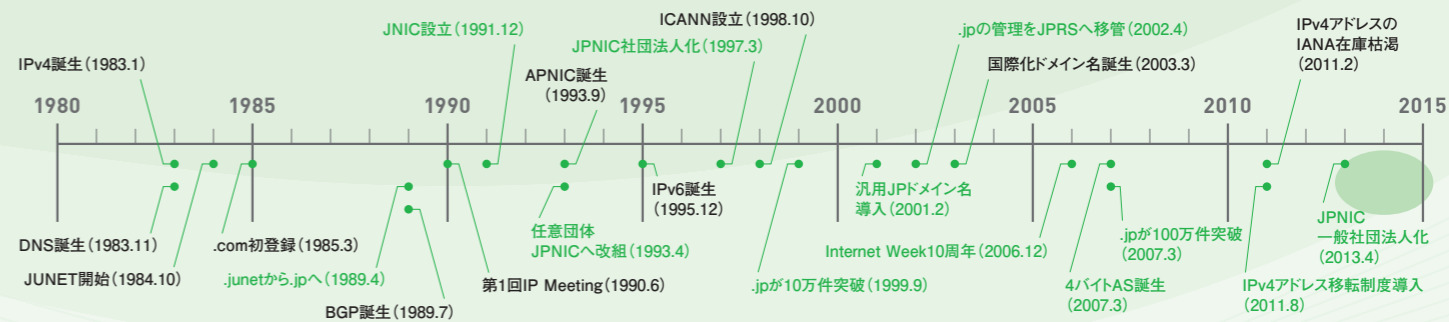 JNIC設立（1991.12）
ICANN設立（1998.10）
JPNIC社団法人化（1997.3）
.jpの管理をJPRSへ移管（2002.4）
IPv4アドレスの
IANA在庫枯渇
（2011.2）
IPv4誕生（1983.1）
APNIC誕生
（1993.9）
国際化ドメイン名誕生（2003.3）
1980
1985
1990
1995
2000
2005
2010
2015
DNS誕生（1983.11）
JUNET開始（1984.10）
.com初登録（1985.3）
.junetから.jpへ（1989.4）
BGP誕生（1989.7）
第1回IP Meeting（1990.6）
任意団体
JPNICへ改組（1993.4）
IPv6誕生
（1995.12）
.jpが10万件突破（1999.9）
汎用JPドメイン名
導入（2001.2）
Internet Week10周年（2006.12）
4バイトAS誕生
（2007.3）
.jpが100万件突破
（2007.3）
IPv4アドレス移転制度導入
（2011.8）
JPNIC
一般社団法人化
（2013.4）